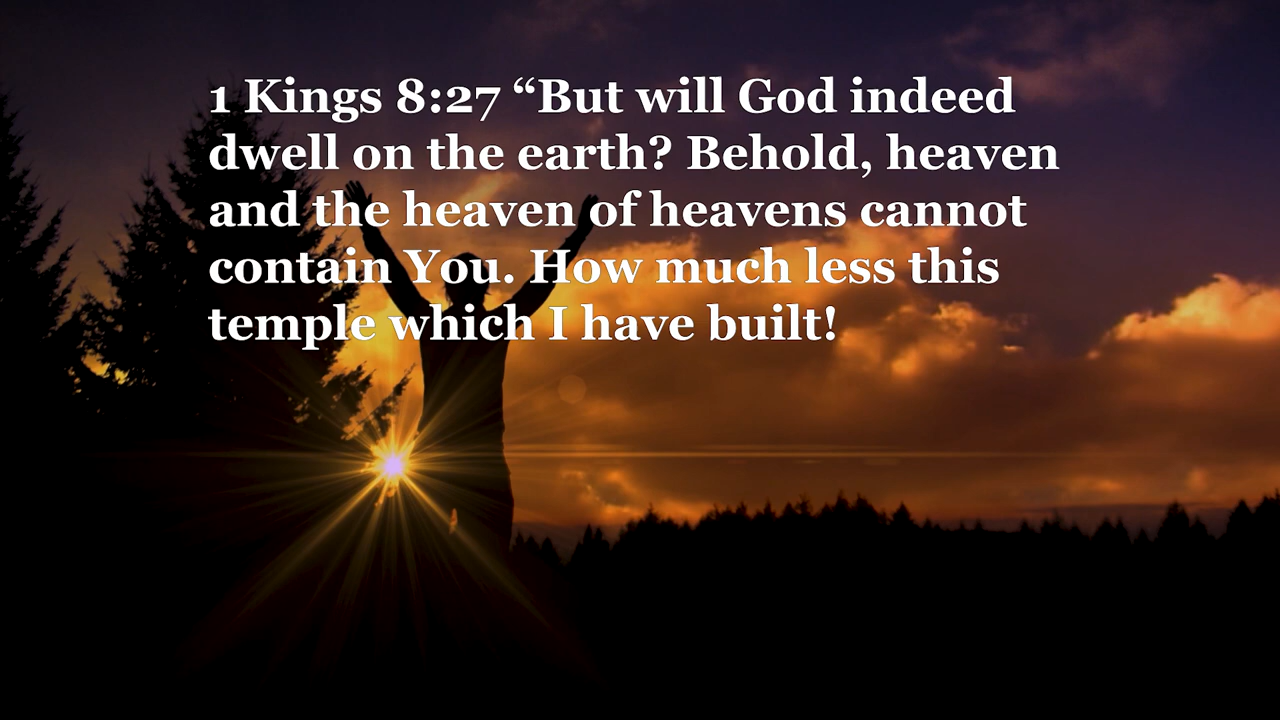 1 Kings 8:27 “But will God indeed
dwell on the earth? Behold, heaven
and the heaven of heavens cannot
contain You. How much less this
temple which I have built!